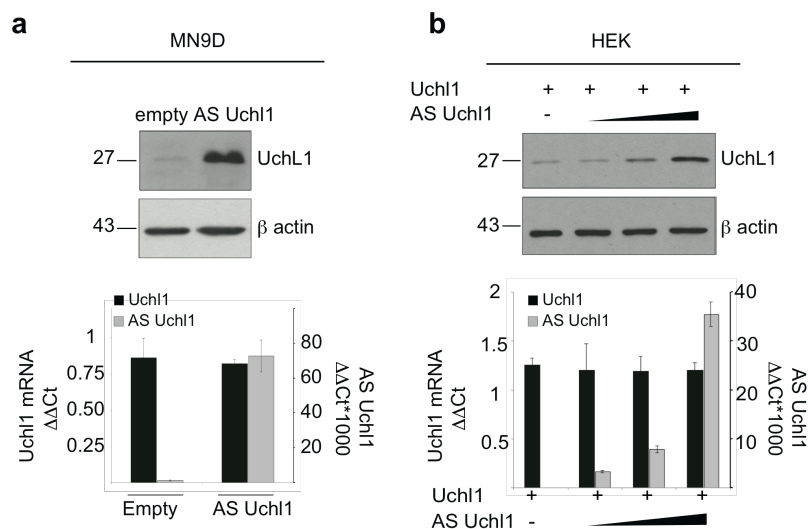 a
MN9D
empty AS Uchl1
27
UchL1
43
β actin
Uchl1
AS Uchl1
1
0.75
0.50
0.25
Uchl1 mRNA
ΔΔCt
80
60
40
20
AS Uchl1
ΔΔCt*1000
Empty
AS Uchl1
b
HEK
Uchl1 + + + +
AS Uchl1 -
27
UchL1
43
β actin
Uchl1
AS Uchl1
2
1.5
1
0.5
Uchl1 mRNA
ΔΔCt
40
30
20
10
AS Uchl1
ΔΔCt*1000
Uchl1 + + + +
AS Uchl1 -